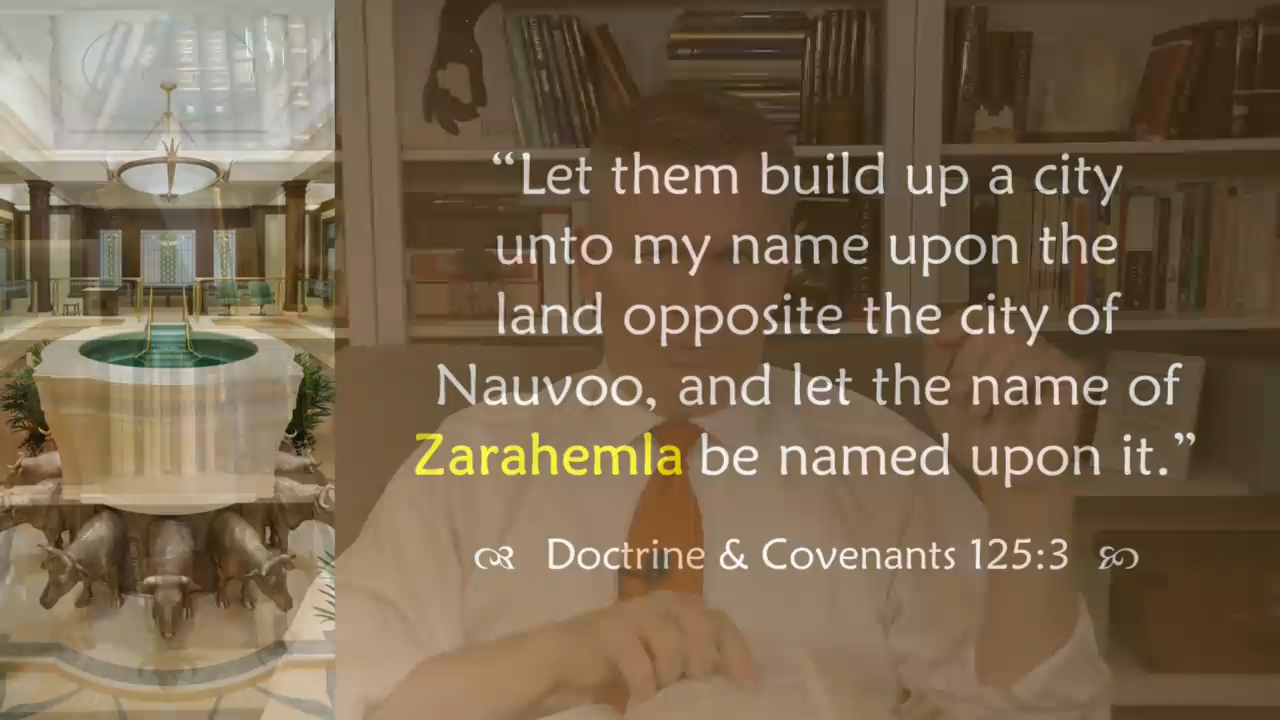 “Let them build up a city
unto my name upon the
land opposite the city of
Nauvoo, and let the name of
Zarahemla be named upon it.”
Doctrine & Covenants 125:3